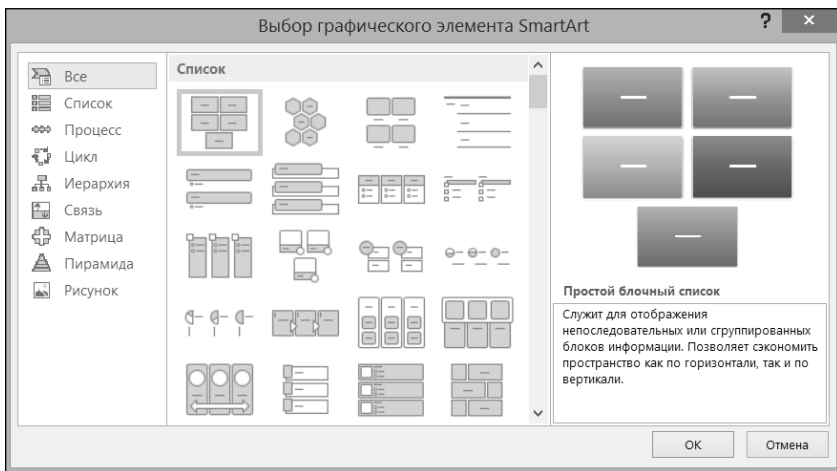 Выбор графического элемента SmartArt
? ×
Все
Список
Процесс
Цикл
Иерархия
Связь
Матрица
Пирамида
Рисунок
Список
Простой блочный список
Служит для отображения
непоследовательных или сгруппированных
блоков информации. Позволяет сэкономить
пространство как по горизонтали, так и по
вертикали.
ОК
Отмена